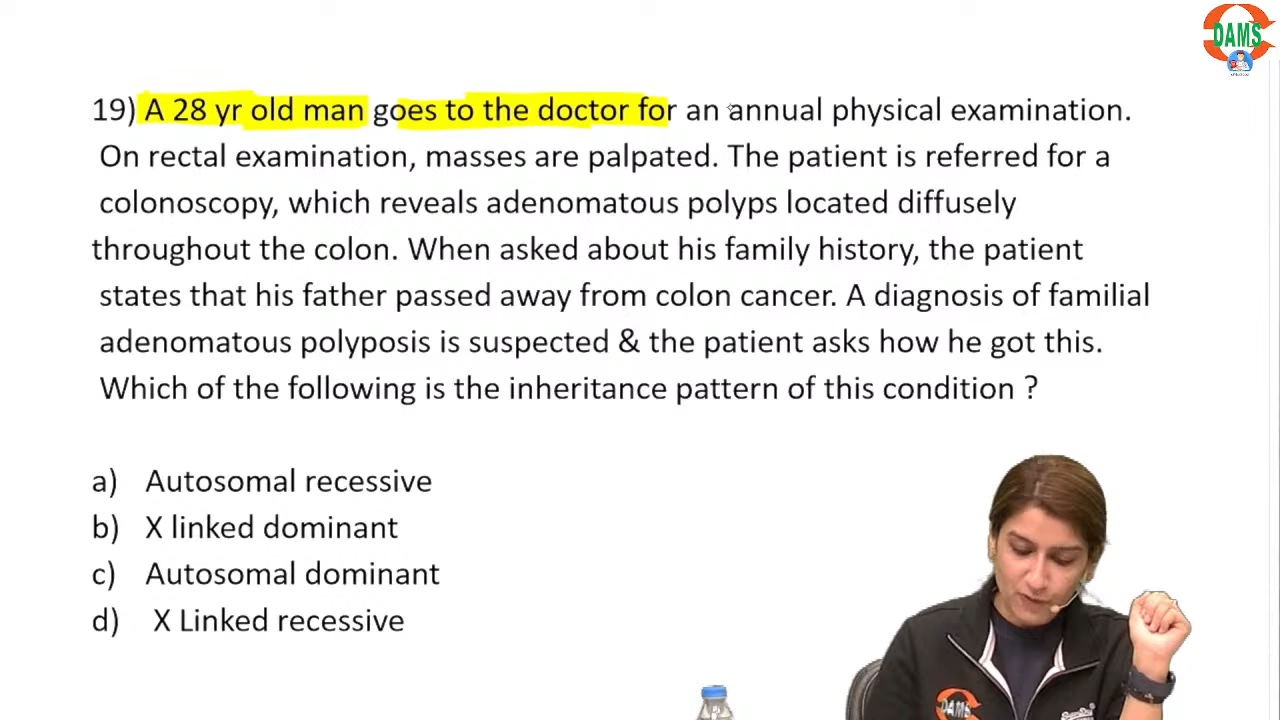 DAMS
19) A 28 yr old man goes to the doctor for an annual physical examination.
On rectal examination, masses are palpated. The patient is referred for a
colonoscopy, which reveals adenomatous polyps located diffusely
throughout the colon. When asked about his family history, the patient
states that his father passed away from colon cancer. A diagnosis of familial
adenomatous polyposis is suspected & the patient asks how he got this.
Which of the following is the inheritance pattern of this condition ?
a) Autosomal recessive
b) X linked dominant
c) Autosomal dominant
d) X Linked recessive
DAMS